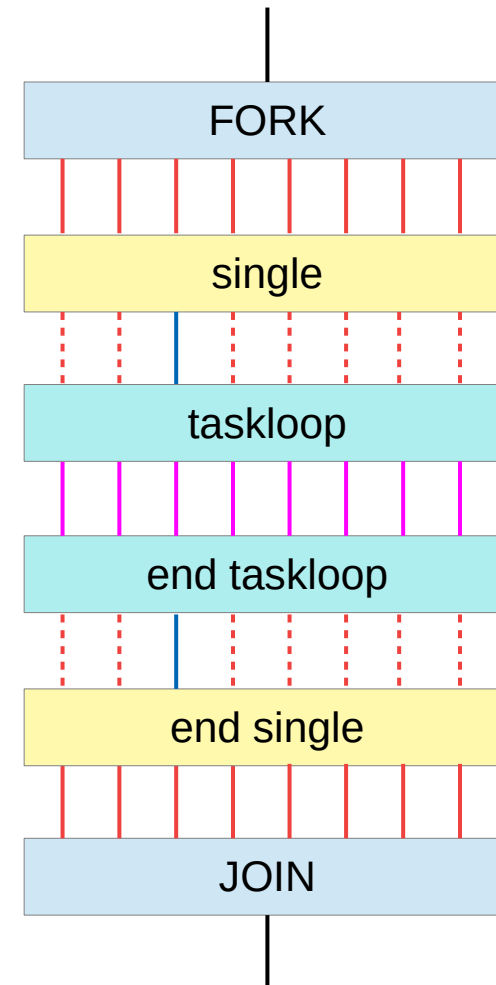 FORK
single
taskloop
end taskloop
end single
JOIN